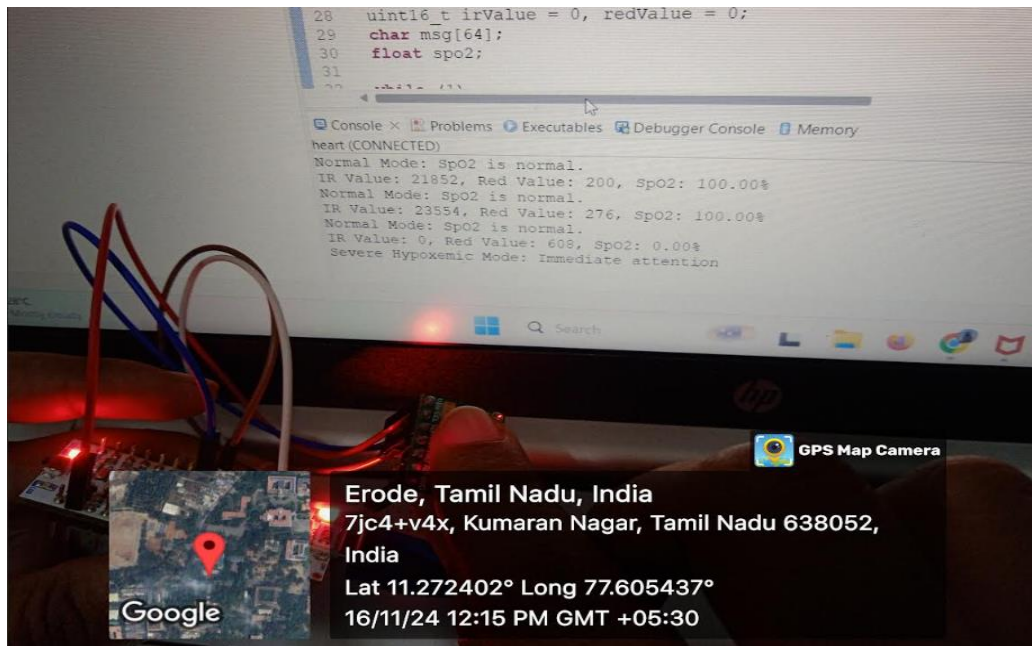 28 uint16_t irValue = 0, redValue = 0;
29 char msg[64];
30 float spo2;
31
Console × Problems Executables Debugger Console Memory
heart (CONNECTED)
Normal Mode: SpO2 is normal.
IR Value: 21852, Red Value: 200, SpO2: 100.00%
Normal Mode: SpO2 is normal.
IR Value: 23554, Red Value: 276, SpO2: 100.00%
Normal Mode: SpO2 is normal.
IR Value: 0, Red Value: 608, SpO2: 0.00%
Severe Hypoxemic Mode: Immediate attention
Mostly cloudy
Search
hp
GPS Map Camera
Erode, Tamil Nadu, India
7jc4+v4x, Kumaran Nagar, Tamil Nadu 638052,
India
Lat 11.272402° Long 77.605437°
16/11/24 12:15 PM GMT +05:30
Google